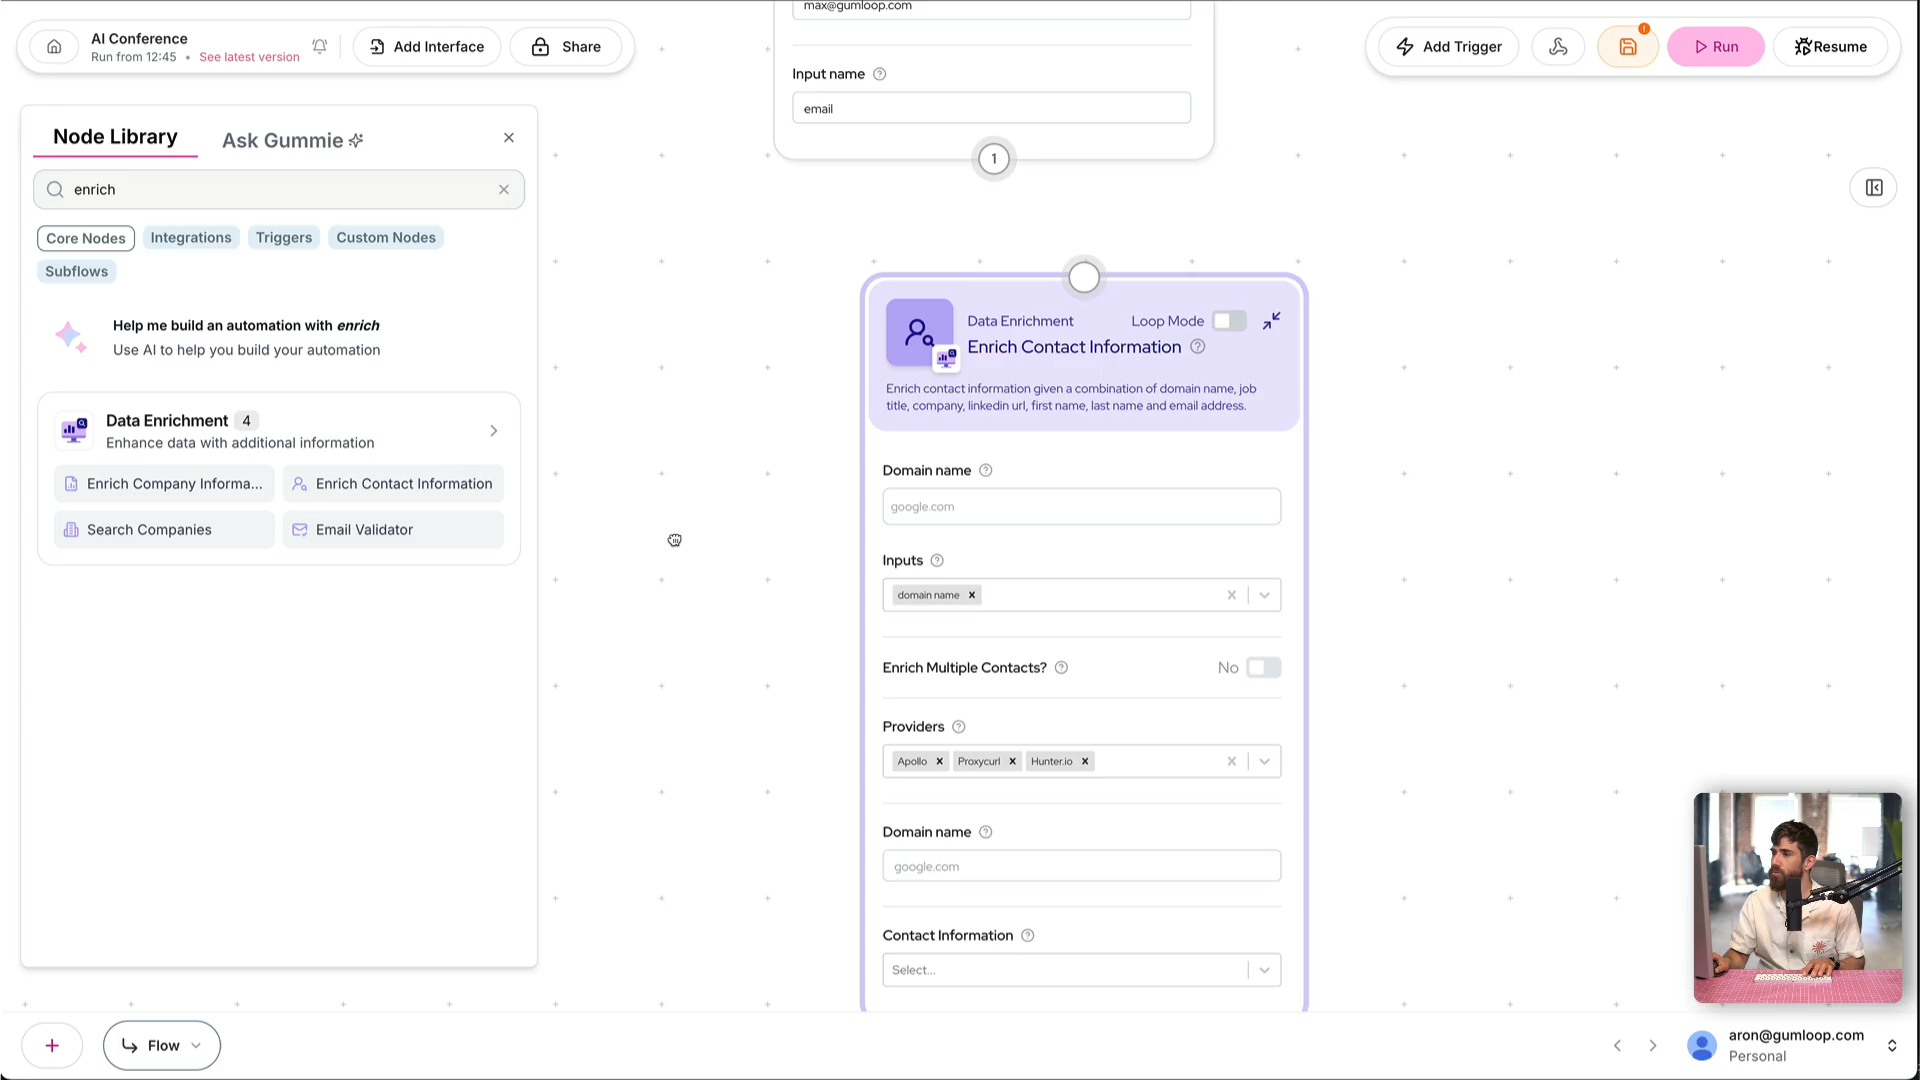 max@gumloop.com
AI Conference
Run from 12:45 • See latest version
Add Interface
Share
Add Trigger
Run
Resume
Input name
email
1
Node Library
Ask Gummie
enrich
Core Nodes
Integrations
Triggers
Custom Nodes
Subflows
Help me build an automation with enrich
Use AI to help you build your automation
Data Enrichment 4
Enhance data with additional information
Enrich Company Informa...
Enrich Contact Information
Search Companies
Email Validator
Data Enrichment
Loop Mode
Enrich Contact Information
Enrich contact information given a combination of domain name, job
title, company, linkedin url, first name, last name and email address.
Domain name
google.com
Inputs
domain name
Enrich Multiple Contacts?
No
Providers
Apollo
Proxycurl
Hunter.io
Domain name
google.com
Contact Information
Select...
Flow
aron@gumloop.com
Personal